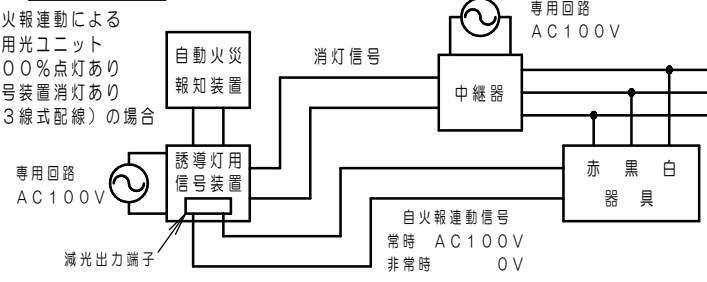 火報連動による
用光ユニット
００％点灯あり
号装置消灯あり
３線式配線）の場合
自動火災
報知装置
消灯信号
専用回路
ＡＣ１００Ｖ
中継器
誘導灯用
信号装置
専用回路
ＡＣ１００Ｖ
赤 黒 白
器 具
自火報連動信号
常時 ＡＣ１００Ｖ
非常時 ０Ｖ
減光出力端子